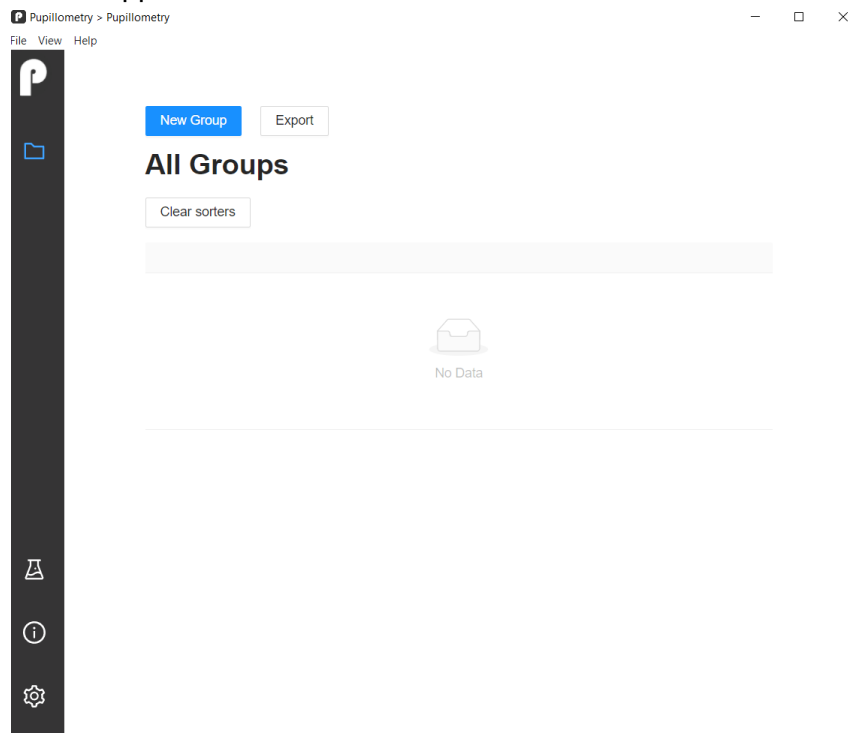 Pupillometry > Pupillometry
File View Help
New Group Export
All Groups
Clear sorters
No Data